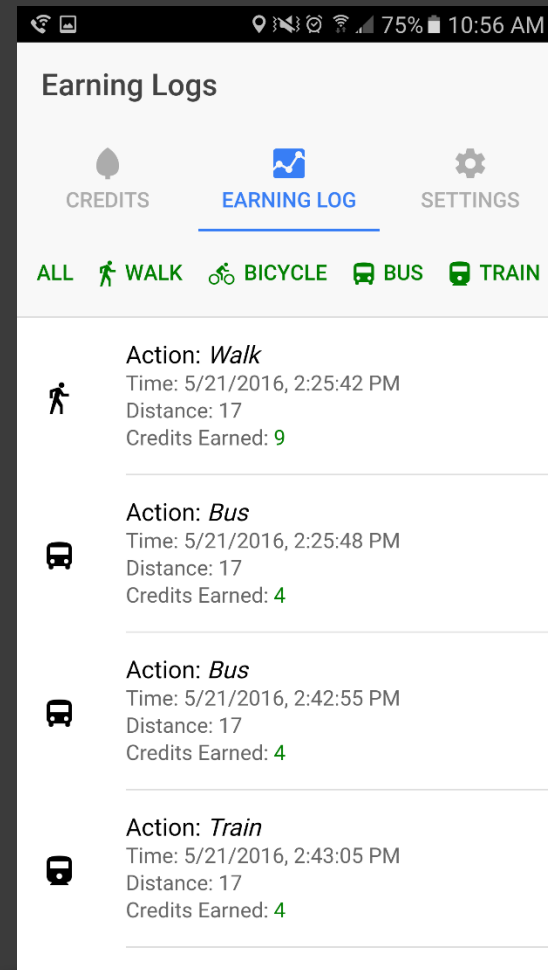 75% 10:56 AM
Earning Logs
CREDITS EARNING LOG SETTINGS
ALL WALK BICYCLE BUS TRAIN
Action: Walk
Time: 5/21/2016, 2:25:42 PM
Distance: 17
Credits Earned: 9
Action: Bus
Time: 5/21/2016, 2:25:48 PM
Distance: 17
Credits Earned: 4
Action: Bus
Time: 5/21/2016, 2:42:55 PM
Distance: 17
Credits Earned: 4
Action: Train
Time: 5/21/2016, 2:43:05 PM
Distance: 17
Credits Earned: 4